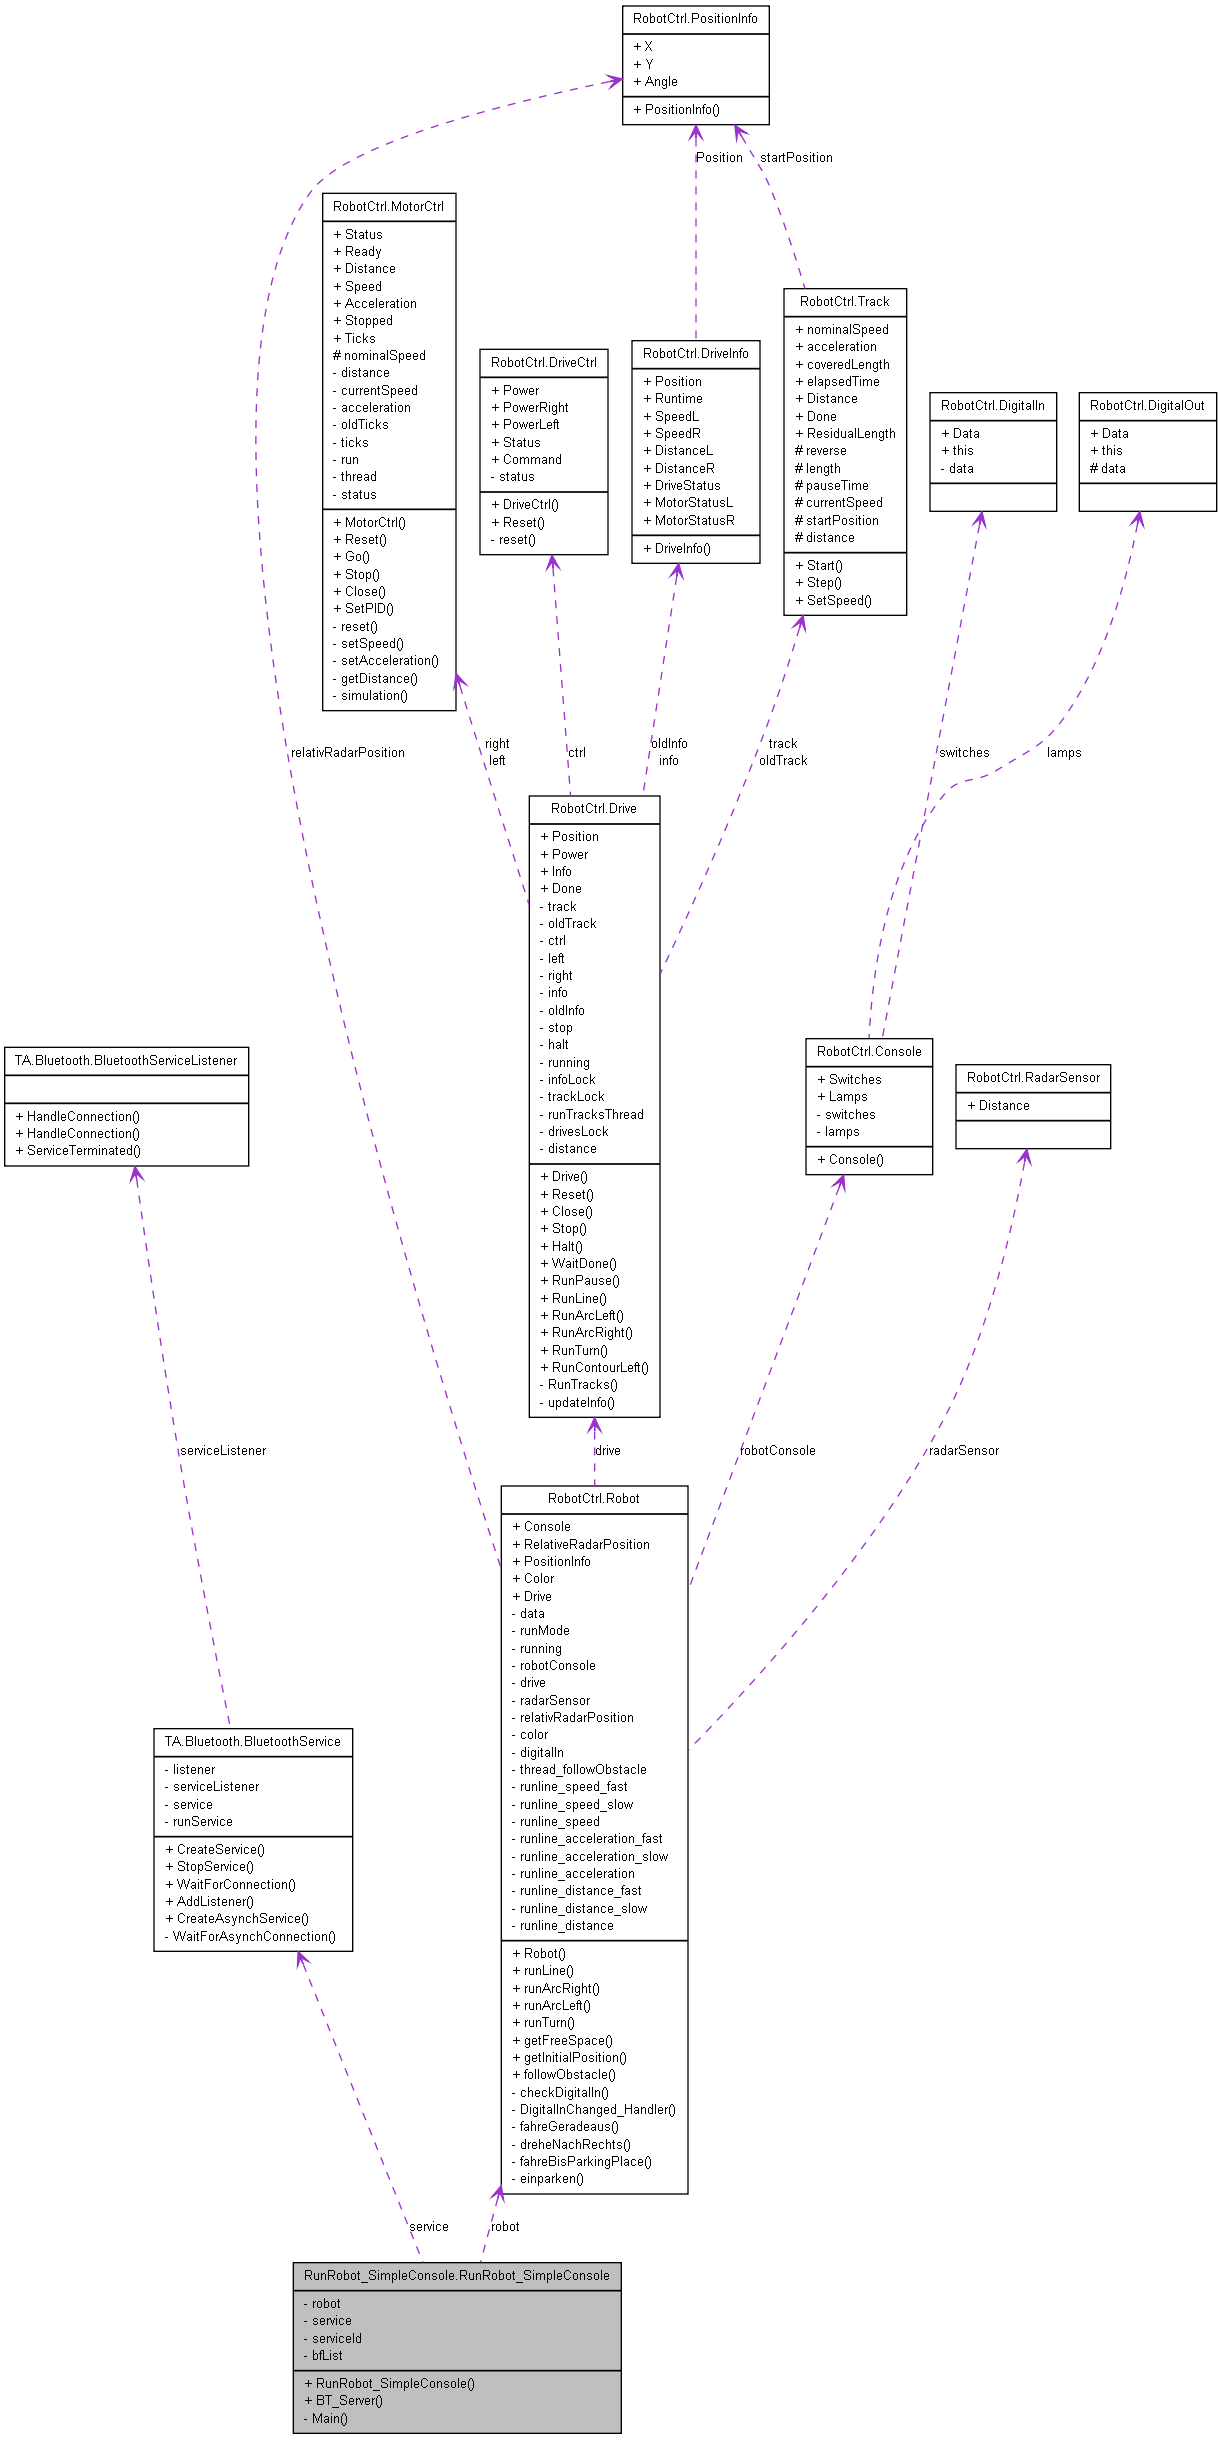 RobotCtrl.PositionInfo
+ X
+ Y
+ Angle
+ PositionInfo()
Position
startPosition
RobotCtrl.MotorCtrl
+ Status
+ Ready
+ Distance
+ Speed
+ Acceleration
+ Stopped
+ Ticks
# nominalSpeed
- distance
- currentSpeed
- acceleration
- oldTicks
- ticks
- run
- thread
- status
+ MotorCtrl()
+ Reset()
+ Go()
+ Stop()
+ Close()
+ SetPID()
- reset()
- setSpeed()
- setAcceleration()
- getDistance()
- simulation()
RobotCtrl.DriveCtrl
+ Power
+ PowerRight
+ PowerLeft
+ Status
+ Command
- status
+ DriveCtrl()
+ Reset()
- reset()
RobotCtrl.DriveInfo
+ Position
+ Runtime
+ SpeedL
+ SpeedR
+ DistanceL
+ DistanceR
+ DriveStatus
+ MotorStatusL
+ MotorStatusR
+ DriveInfo()
RobotCtrl.Track
+ nominalSpeed
+ acceleration
+ coveredLength
+ elapsedTime
+ Distance
+ Done
+ ResidualLength
# reverse
# length
# pauseTime
# currentSpeed
# startPosition
# distance
+ Start()
+ Step()
+ SetSpeed()
RobotCtrl.DigitalIn
+ Data
+ this
- data
RobotCtrl.DigitalOut
+ Data
+ this
# data
relativRadarPosition
right
left
ctrl
oldInfo
info
track
oldTrack
switches
lamps
RobotCtrl.Drive
+ Position
+ Power
+ Info
+ Done
- track
- oldTrack
- ctrl
- left
- right
- info
- oldInfo
- stop
- halt
- running
- infoLock
- trackLock
- runTracksThread
- drivesLock
- distance
+ Drive()
+ Reset()
+ Close()
+ Stop()
+ Halt()
+ WaitDone()
+ RunPause()
+ RunLine()
+ RunArcLeft()
+ RunArcRight()
+ RunTurn()
+ RunContourLeft()
- RunTracks()
- updateInfo()
TA.Bluetooth.BluetoothServiceListener
+ HandleConnection()
+ HandleConnection()
+ ServiceTerminated()
RobotCtrl.Console
+ Switches
+ Lamps
- switches
- lamps
+ Console()
RobotCtrl.RadarSensor
+ Distance
serviceListener
drive
robotConsole
radarSensor
RobotCtrl.Robot
+ Console
+ RelativeRadarPosition
+ PositionInfo
+ Color
+ Drive
- data
- runMode
- running
- robotConsole
- drive
- radarSensor
- relativRadarPosition
- color
- digitalIn
- thread_followObstacle
- runline_speed_fast
- runline_speed_slow
- runline_speed
- runline_acceleration_fast
- runline_acceleration_slow
- runline_acceleration
- runline_distance_fast
- runline_distance_slow
- runline_distance
+ Robot()
+ runLine()
+ runArcRight()
+ runArcLeft()
+ runTurn()
+ getFreeSpace()
+ getInitialPosition()
+ followObstacle()
- checkDigitalIn()
- DigitalInChanged_Handler()
- fahreGeradeaus()
- dreheNachRechts()
- fahreBisParkingPlace()
- einparken()
TA.Bluetooth.BluetoothService
- listener
- serviceListener
- service
- runService
+ CreateService()
+ StopService()
+ WaitForConnection()
+ AddListener()
+ CreateAsynchService()
- WaitForAsynchConnection()
service
robot
RunRobot_SimpleConsole.RunRobot_SimpleConsole
- robot
- service
- serviceId
- bfList
+ RunRobot_SimpleConsole()
+ BT_Server()
- Main()